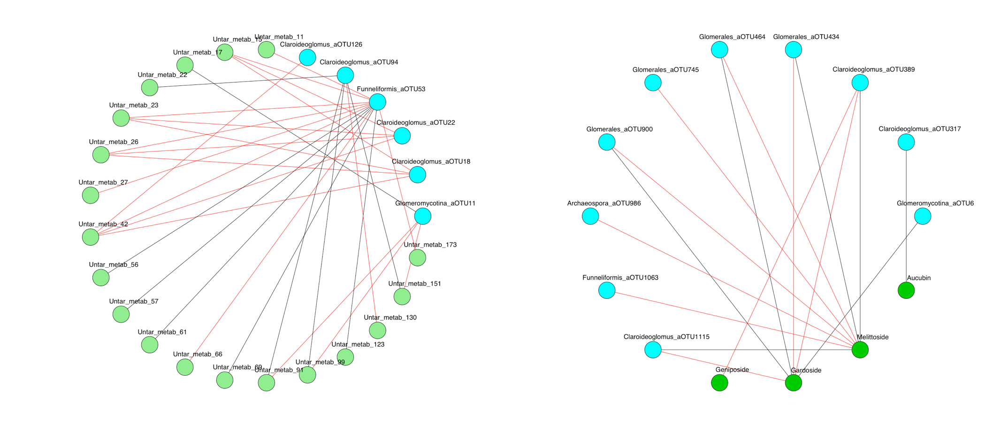 Untar_metab_11
Untar_metab_15
Claroideoglomus_aOTU126
Untar_metab_17
Claroideoglomus_aOTU94
Untar_metab_22
Funneliformis_aOTU53
Untar_metab_23
Claroideoglomus_aOTU22
Untar_metab_26
Claroideoglomus_aOTU18
Untar_metab_27
Glomeromycotina_aOTU11
Untar_metab_42
Untar_metab_173
Untar_metab_56
Untar_metab_151
Untar_metab_57
Untar_metab_130
Untar_metab_61
Untar_metab_123
Untar_metab_66
Untar_metab_99
Untar_metab_69
Untar_metab_91
Glomerales_aOTU464
Glomerales_aOTU434
Glomerales_aOTU745
Claroideoglomus_aOTU389
Glomerales_aOTU900
Claroideoglomus_aOTU317
Archaeospora_aOTU986
Glomeromycotina_aOTU6
Funneliformis_aOTU1063
Aucubin
Claroideoglomus_aOTU1115
Melittoside
Geniposide
Gardoside